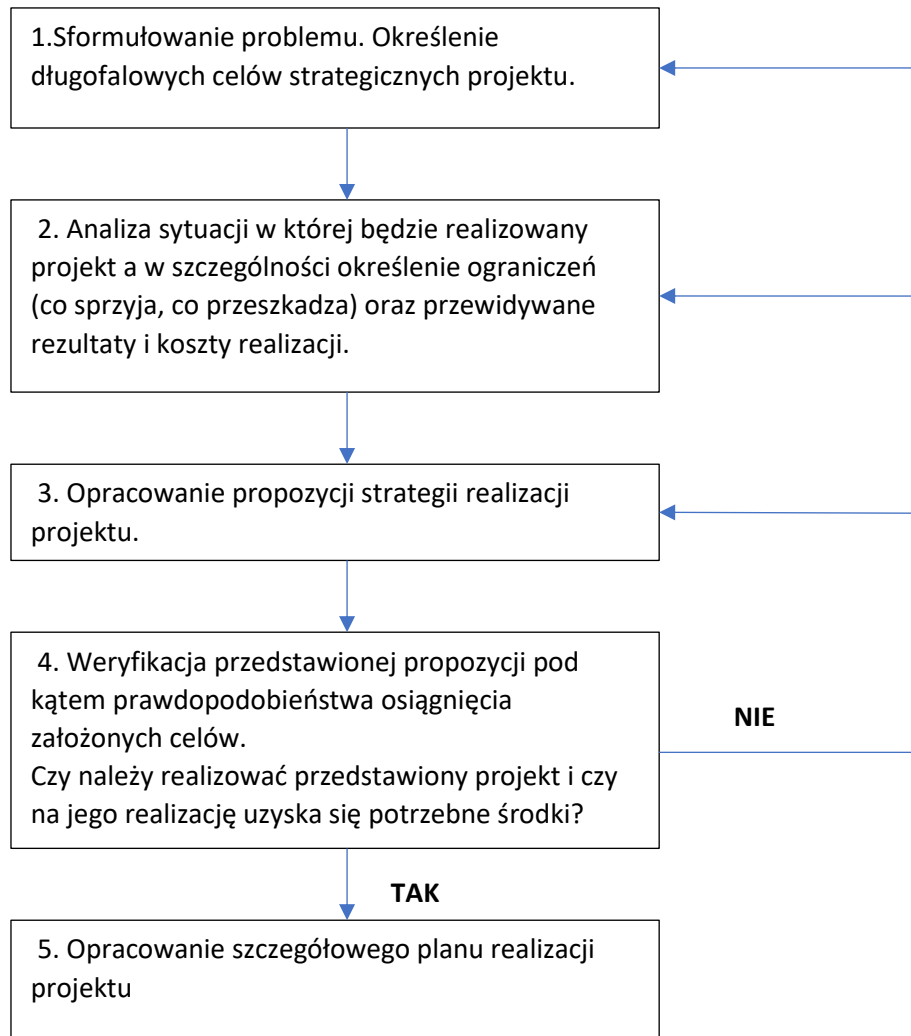 1.Sformułowanie problemu. Określenie
długofalowych celów strategicznych projektu.
2. Analiza sytuacji w której będzie realizowany
projekt a w szczególności określenie ograniczeń
(co sprzyja, co przeszkadza) oraz przewidywane
rezultaty i koszty realizacji.
3. Opracowanie propozycji strategii realizacji
projektu.
4. Weryfikacja przedstawionej propozycji pod
kątem prawdopodobieństwa osiągnięcia
założonych celów.
Czy należy realizować przedstawiony projekt i czy
na jego realizację uzyska się potrzebne środki?
NIE
TAK
5. Opracowanie szczegółowego planu realizacji
projektu